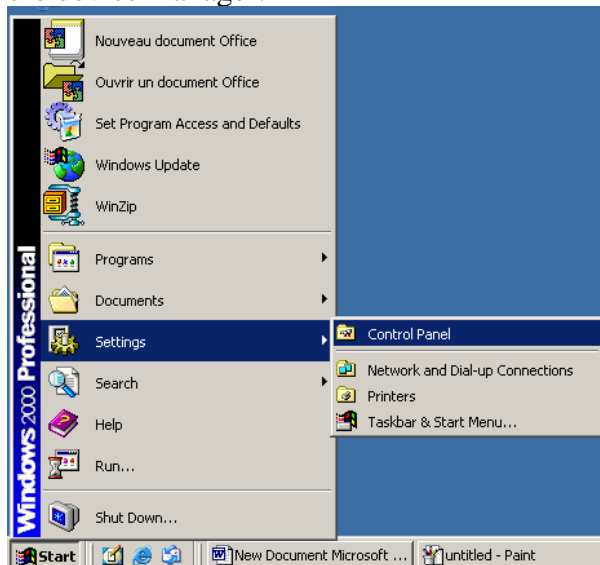 Nouveau document Office
Ouvrir un document Office
Set Program Access and Defaults
Windows Update
WinZip
Programs
Documents
Settings
Search
Help
Run...
Shut Down...
Windows 2000 Professional
Control Panel
Network and Dial-up Connections
Printers
Taskbar & Start Menu...
Start
New Document Microsoft ...
untitled - Paint